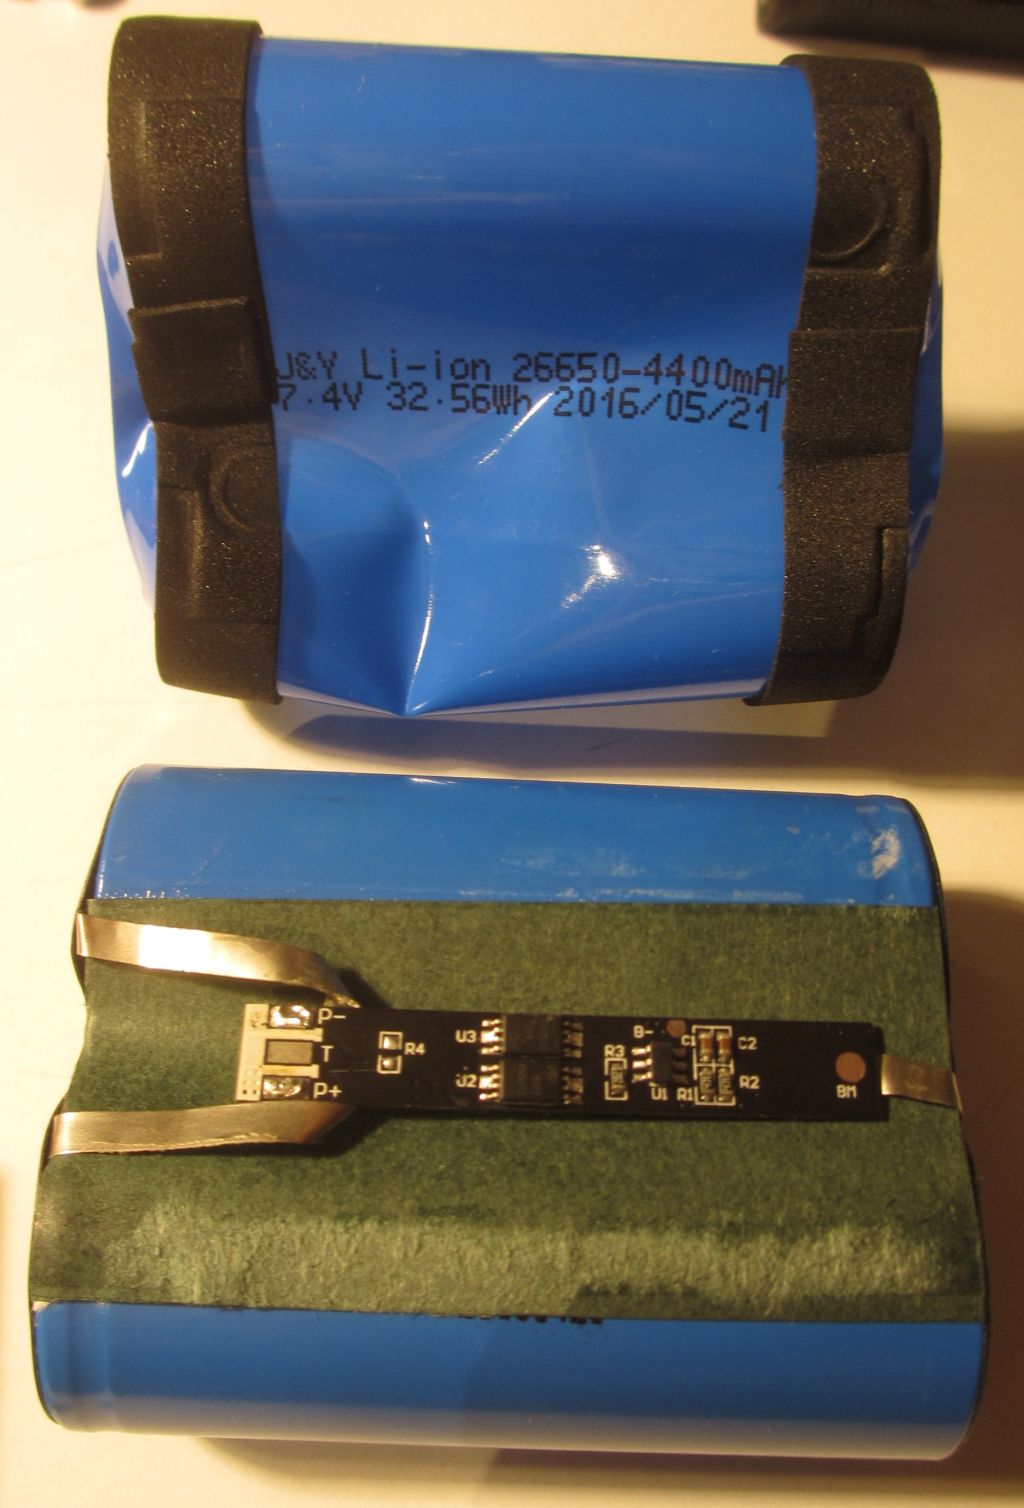 J&Y Li-ion 26650-4400mAh
7.4V 32.56Wh 2016/05/21
P-
T
P+
R4
U3
U2
R3
B-
U1
C1
C2
R1
R2
BM